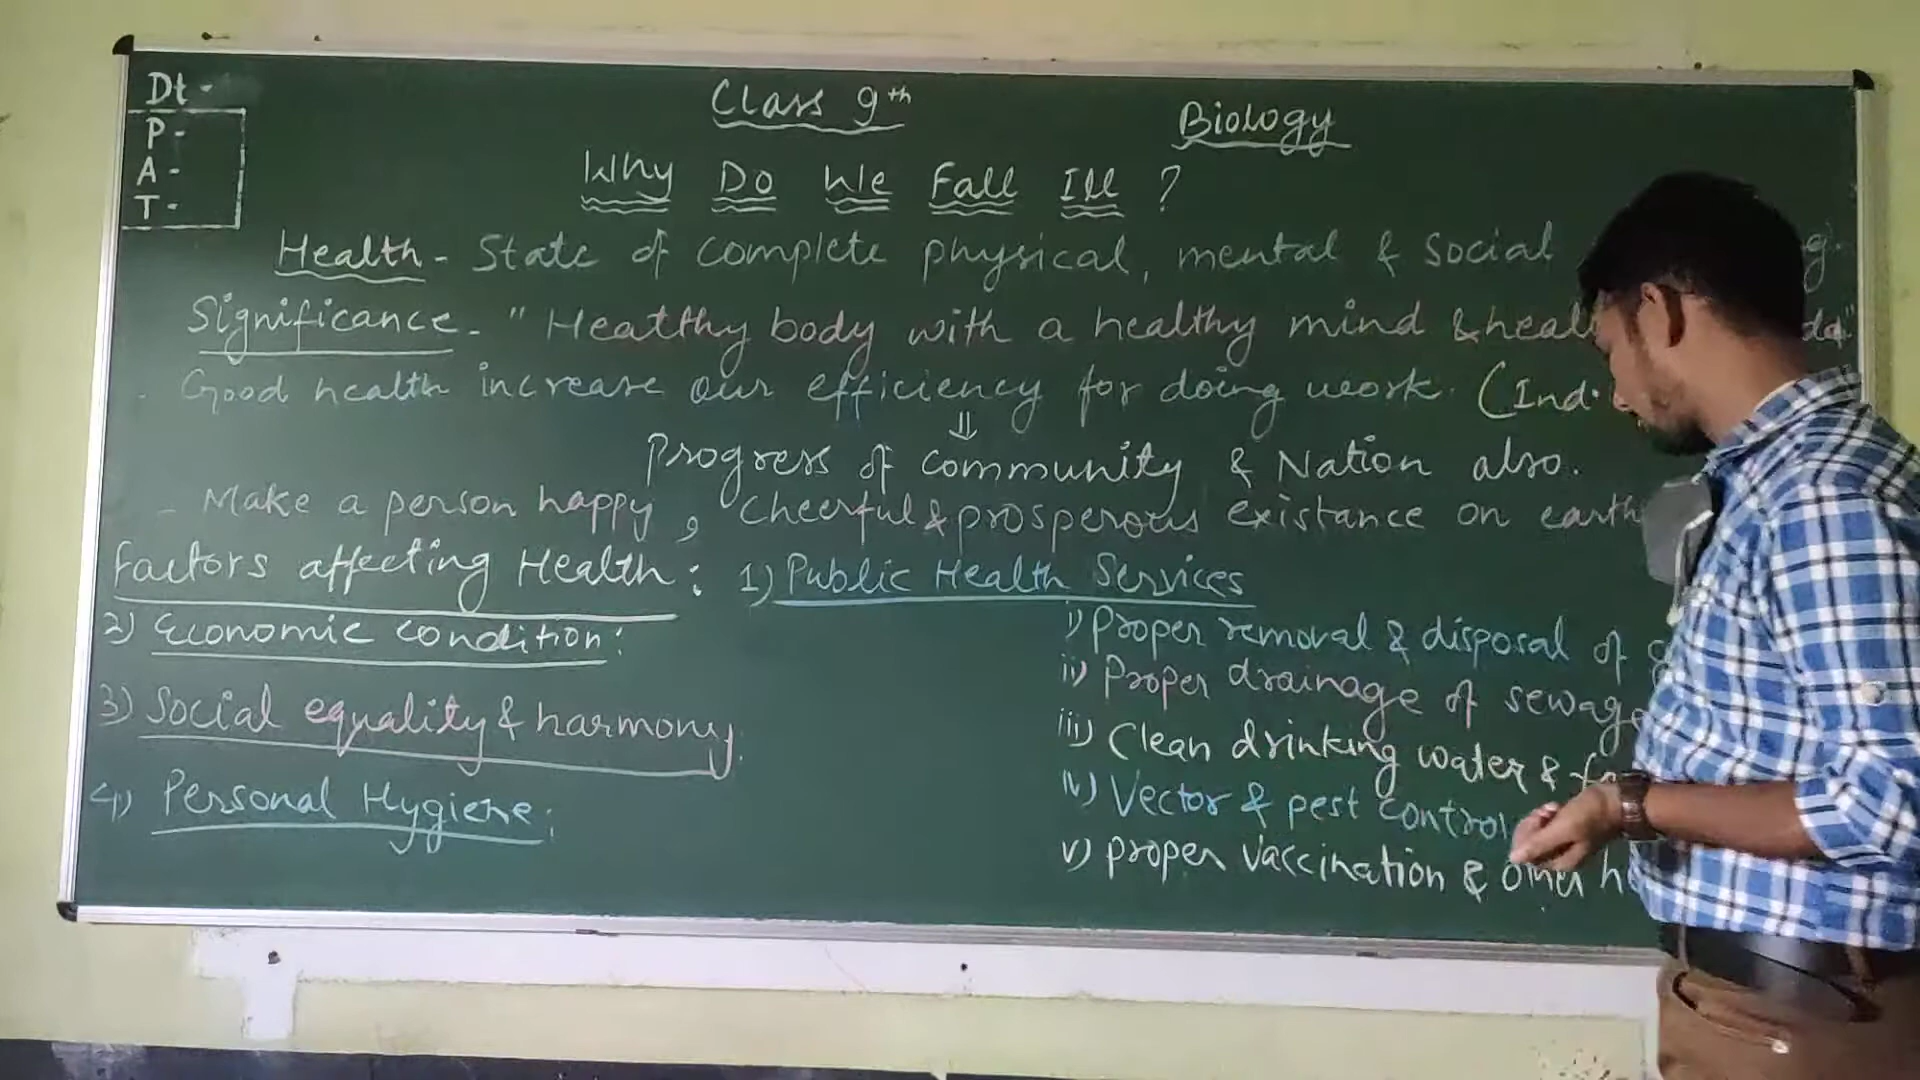 Dt -
P -
A -
T -
Class 9th
Biology
Why Do We Fall Ill ?
Health - State of complete physical, mental & social
Significance - "Healthy body with a healthy mind &
- Good health increase our efficiency for doing work. (Ind.
⇓
Progress of community & Nation also.
- Make a person happy, Cheerful & prosperous existance on earth
Factors affecting Health : 1) Public Health Services
i) Proper removal & disposal of
ii) Proper drainage of sewage
iii) Clean drinking water &
iv) Vector & pest control
v) proper vaccination & other
2) Economic condition :
3) Social equality & harmony.
4) Personal Hygiene :